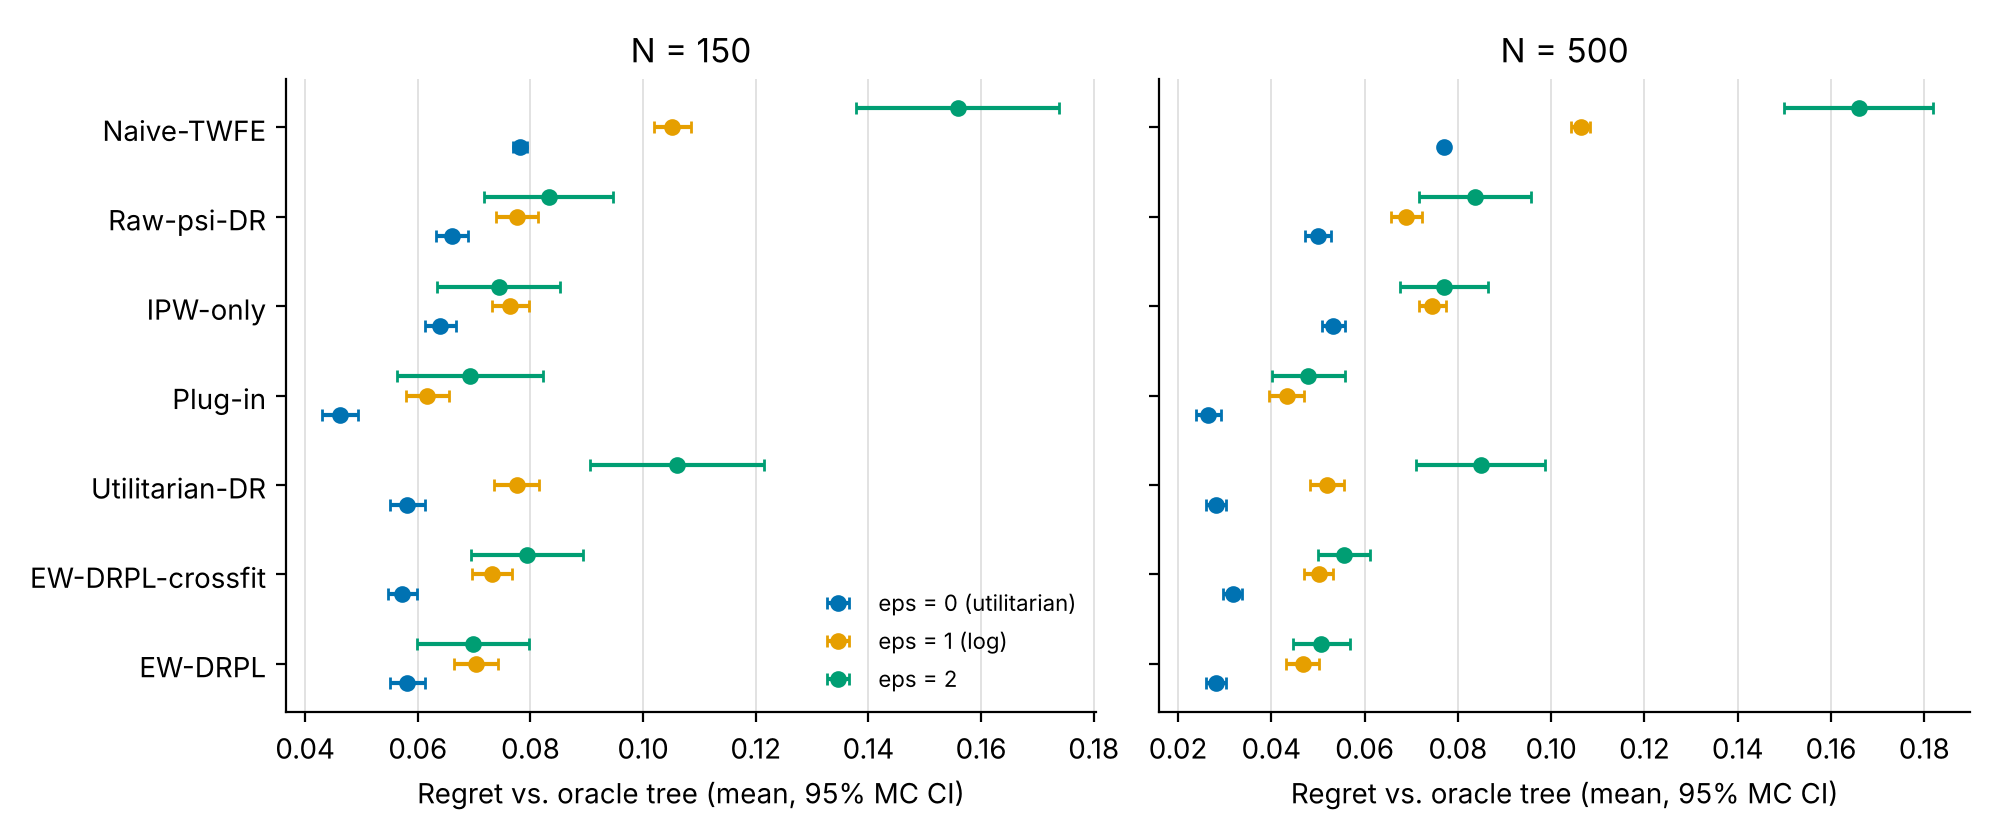 N = 150
N = 500
Naive-TWFE
Raw-psi-DR
IPW-only
Plug-in
Utilitarian-DR
EW-DRPL-crossfit
EW-DRPL
eps = 0 (utilitarian)
eps = 1 (log)
eps = 2
0.04 0.06 0.08 0.10 0.12 0.14 0.16 0.18
0.02 0.04 0.06 0.08 0.10 0.12 0.14 0.16 0.18
Regret vs. oracle tree (mean, 95% MC CI)
Regret vs. oracle tree (mean, 95% MC CI)